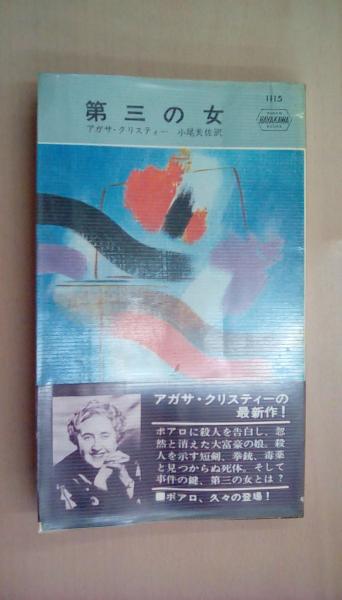 1115
第三の女
HAYAKAWA
アガサ・クリスティー 小尾芙佐訳
アガサ・クリスティーの
最新作!
ポアロに殺人を告白し、忽
然と消えた大富豪の娘。殺
人を示す短剣、拳銃、毒薬
と見つからぬ死体。そして
事件の鍵、第三の女とは?
■ポアロ、久々の登場!